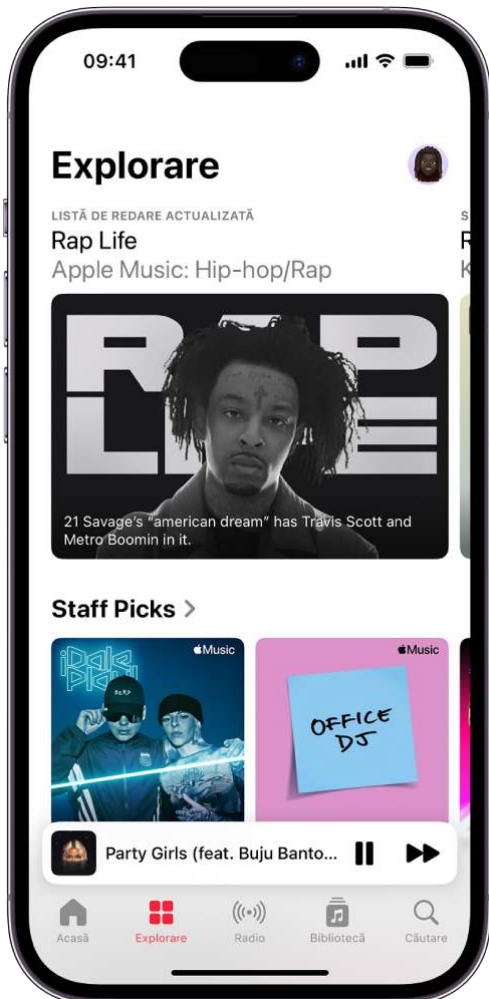 09:41
Explorare
LISTĂ DE REDARE ACTUALIZATĂ
Rap Life
Apple Music: Hip-hop/Rap
S
R
K
RAP
LIFE
21 Savage's "american dream" has Travis Scott and
Metro Boomin in it.
Staff Picks >
Music
¡Dale
Play!
Music
OFFICE
DJ
Party Girls (feat. Buju Banto...
Acasă
Explorare
Radio
Bibliotecă
Căutare